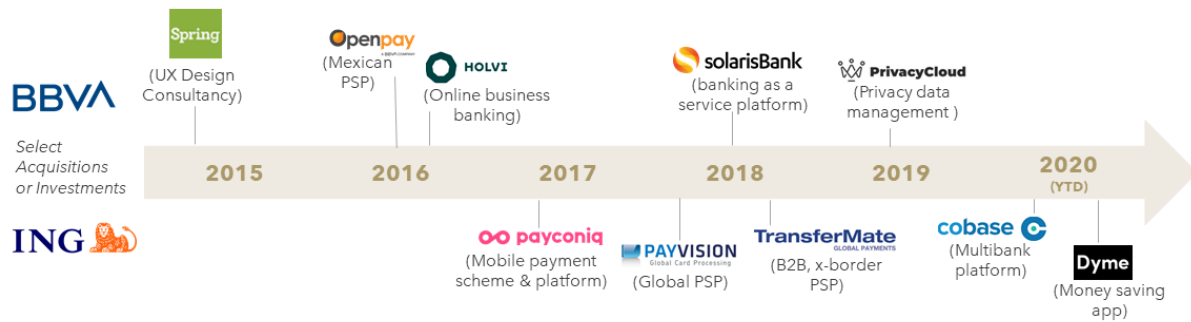 Spring
(UX Design
Consultancy)
Openpay
A BBVA COMPANY
(Mexican
PSP)
HOLVI
(Online business
banking)
solarisBank
(banking as a
service platform)
PrivacyCloud
(Privacy data
management )
BBVA
Select
Acquisitions
or Investments
2015
2016
2017
2018
2019
2020
(YTD)
ING
payconiq
(Mobile payment
scheme & platform)
PAYVISION
Global Card Processing
(Global PSP)
TransferMate
GLOBAL PAYMENTS
(B2B, x-border
PSP)
cobase
(Multibank
platform)
Dyme
(Money saving
app)